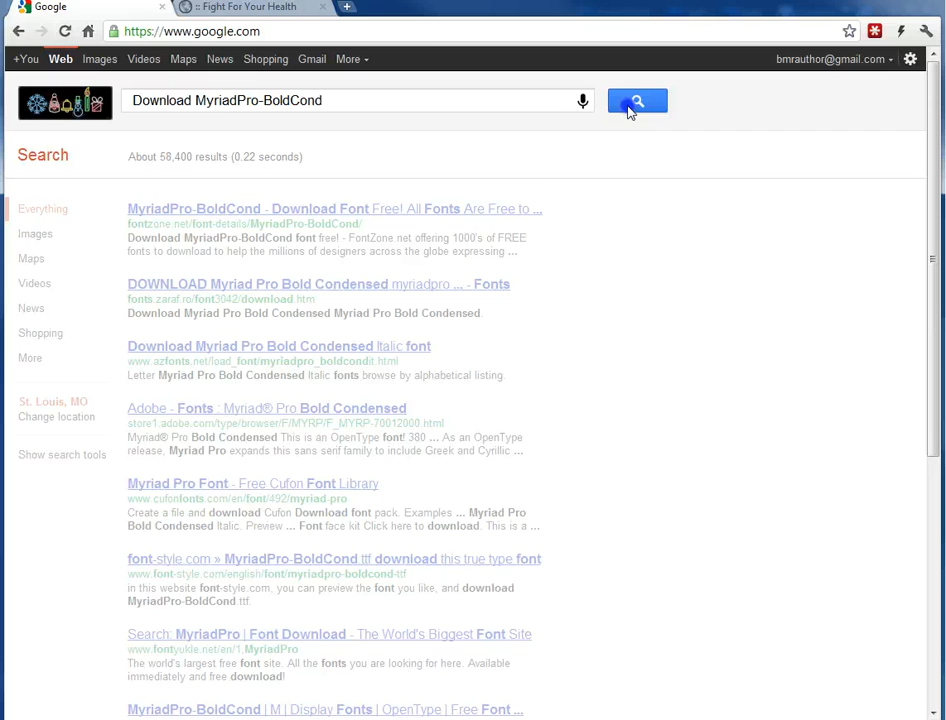 Google
:: Fight For Your Health
https://www.google.com
+You Web Images Videos Maps News Shopping Gmail More bmrauthor@gmail.com
Download MyriadPro-BoldCond
Search About 58,400 results (0.22 seconds)
Everything
Images
Maps
Videos
News
Shopping
More
St. Louis, MO
Change location
Show search tools
MyriadPro-BoldCond - Download Font Free! All Fonts Are Free to ...
fontzone.net/font-details/MyriadPro-BoldCond/
Download MyriadPro-BoldCond font free! - FontZone.net offering 1000's of FREE
fonts to download to help the millions of designers across the globe expressing ...
DOWNLOAD Myriad Pro Bold Condensed myriadpro ... - Fonts
fonts.zaraf.ro/font3042/download.htm
Download Myriad Pro Bold Condensed Myriad Pro Bold Condensed.
Download Myriad Pro Bold Condensed Italic font
www.azfonts.net/load_font/myriadpro_boldcondit.html
Letter Myriad Pro Bold Condensed Italic fonts browse by alphabetical listing.
Adobe - Fonts : Myriad® Pro Bold Condensed
store1.adobe.com/type/browser/F/MYRP/F_MYRP-70012000.html
Myriad® Pro Bold Condensed This is an OpenType font! 380 ... As an OpenType
release, Myriad Pro expands this sans serif family to include Greek and Cyrillic ...
Myriad Pro Font - Free Cufon Font Library
www.cufonfonts.com/en/font/492/myriad-pro
Create a file and download Cufon Download font pack. Examples ... Myriad Pro
Bold Condensed Italic. Preview ... Font face kit Click here to download. This is a ...
font-style.com » MyriadPro-BoldCond ttf download this true type font
www.font-style.com/english/font/myriadpro-boldcond-ttf
in this website font-style.com, you can preview the font you like, and download
MyriadPro-BoldCond.ttf.
Search: MyriadPro | Font Download - The World's Biggest Font Site
www.fontyukle.net/en/1,MyriadPro
The world's largest free font site. All the fonts you are looking for here. Available
immediately and free download!
MyriadPro-BoldCond | M | Display Fonts | OpenType | Free Font ...